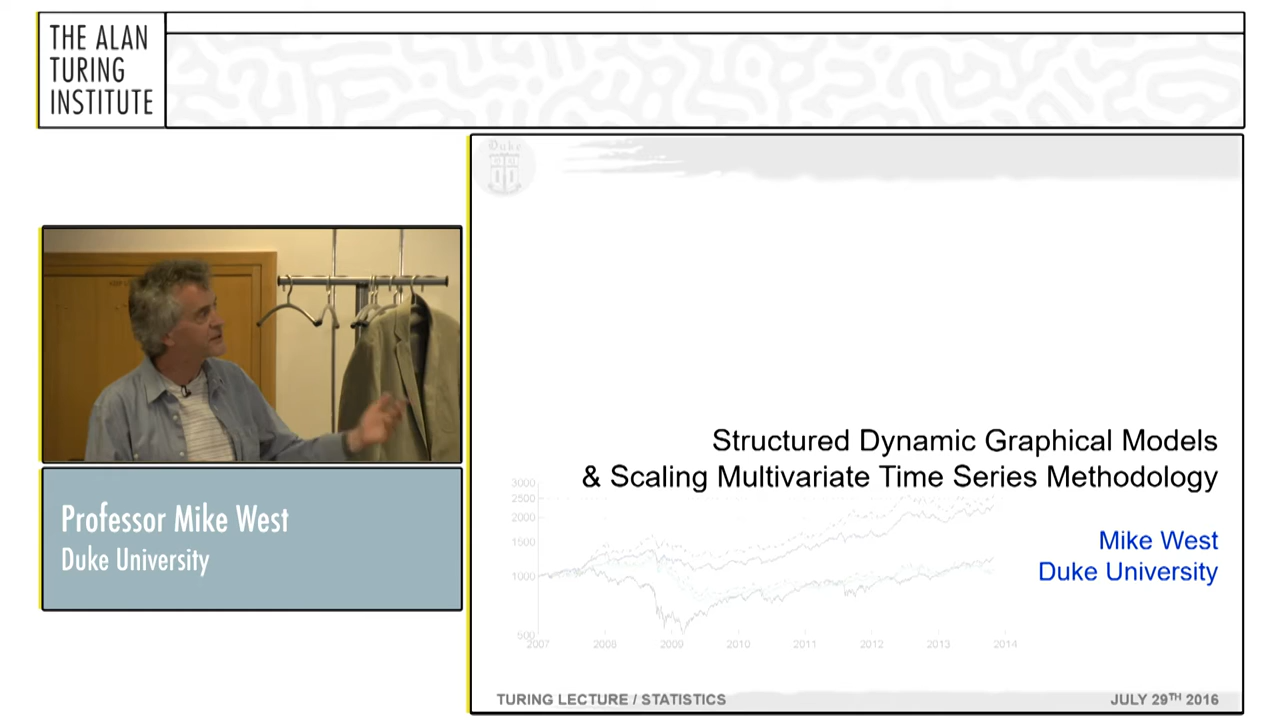 THE ALAN
TURING
INSTITUTE
Duke
Professor Mike West
Duke University
Structured Dynamic Graphical Models
& Scaling Multivariate Time Series Methodology
Mike West
Duke University
3000
2500
2000
1500
1000
500
2007 2008 2009 2010 2011 2012 2013 2014
TURING LECTURE / STATISTICS
JULY 29TH 2016